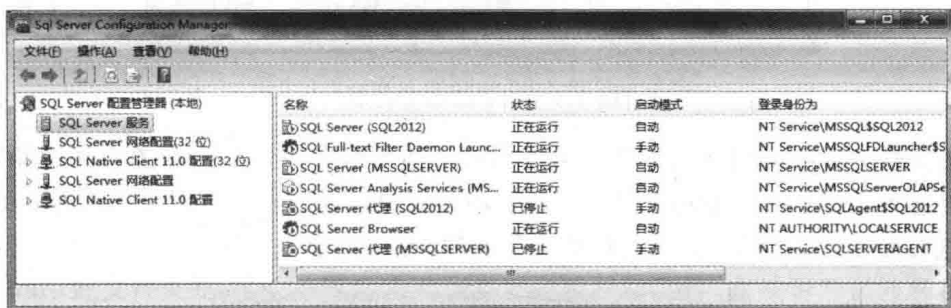 Sql Server Configuration Manager
文件(F) 操作(A) 查看(V) 帮助(H)
SQL Server 配置管理器 (本地)
SQL Server 服务
SQL Server 网络配置(32 位)
SQL Native Client 11.0 配置(32 位)
SQL Server 网络配置
SQL Native Client 11.0 配置
名称 状态 启动模式 登录身份为
SQL Server (SQL2012) 正在运行 自动 NT Service\MSSQL$SQL2012
SQL Full-text Filter Daemon Launc... 正在运行 手动 NT Service\MSSQLFDLauncher$S
SQL Server (MSSQLSERVER) 正在运行 自动 NT Service\MSSQLSERVER
SQL Server Analysis Services (MS... 正在运行 自动 NT Service\MSSQLServerOLAPSe
SQL Server 代理 (SQL2012) 已停止 手动 NT Service\SQLAgent$SQL2012
SQL Server Browser 正在运行 自动 NT AUTHORITY\LOCALSERVICE
SQL Server 代理 (MSSQLSERVER) 已停止 手动 NT Service\SQLSERVERAGENT